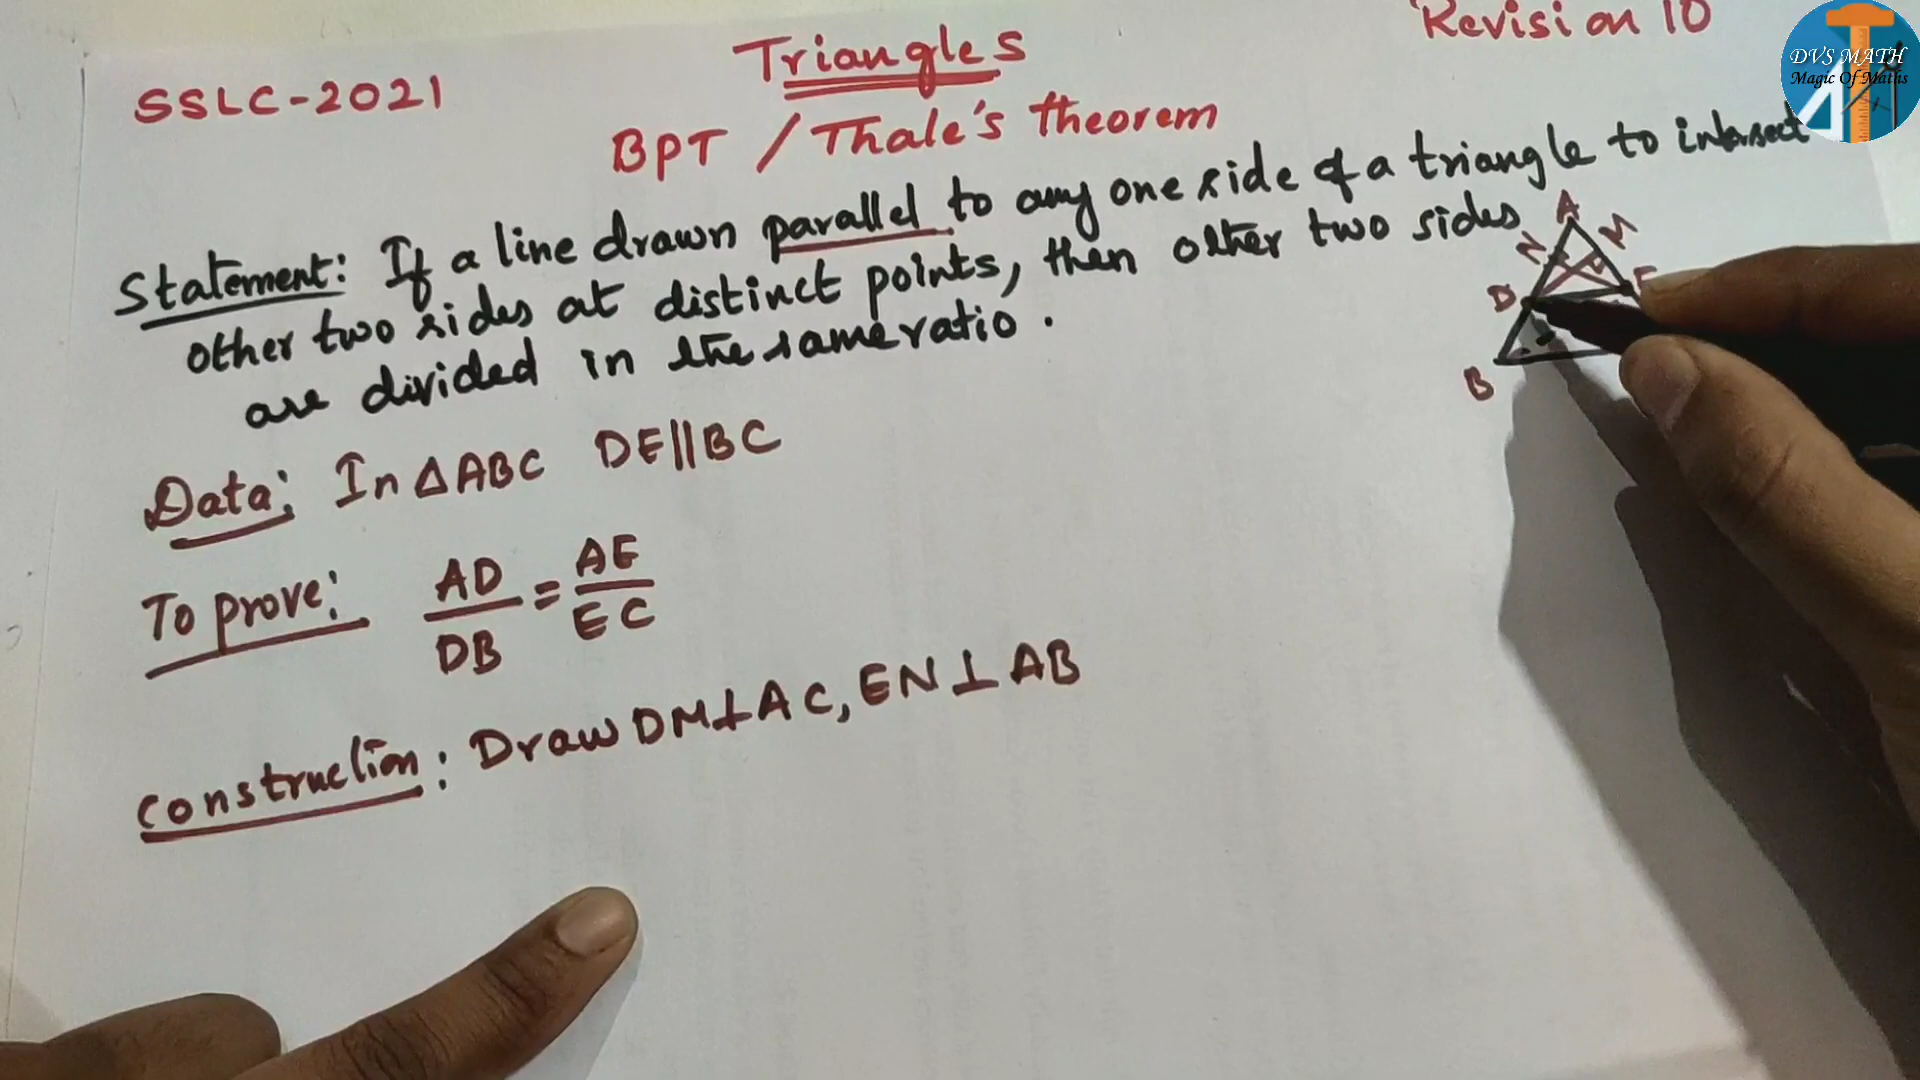 Revision 10
DVS MATH
Magic Of Maths
SSLC-2021
Triangles
BPT / Thale's theorem
Statement: If a line drawn parallel to any one side of a triangle to intersect
other two sides at distinct points, then other two sides
are divided in the same ratio.
A
N M
D E
B
Data: In △ABC DE||BC
To prove: AD/DB = AE/EC
Construction: Draw DM⊥AC, EN⊥AB